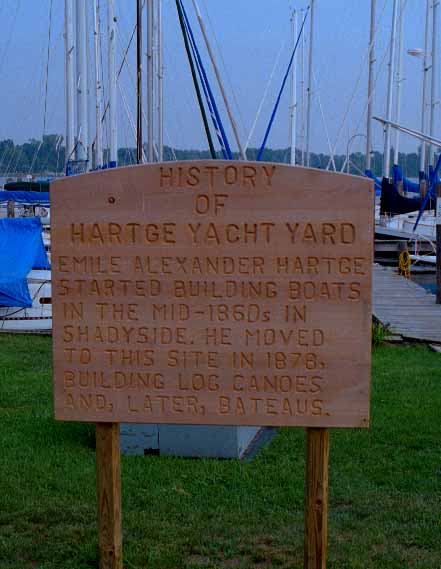 HISTORY
OF
HARTGE YACHT YARD
EMILE ALEXANDER HARTGE
STARTED BUILDING BOATS
IN THE MID-1860s IN
SHADYSIDE. HE MOVED
TO THIS SITE IN 1878,
BUILDING LOG CANOES
AND, LATER, BATEAUS.